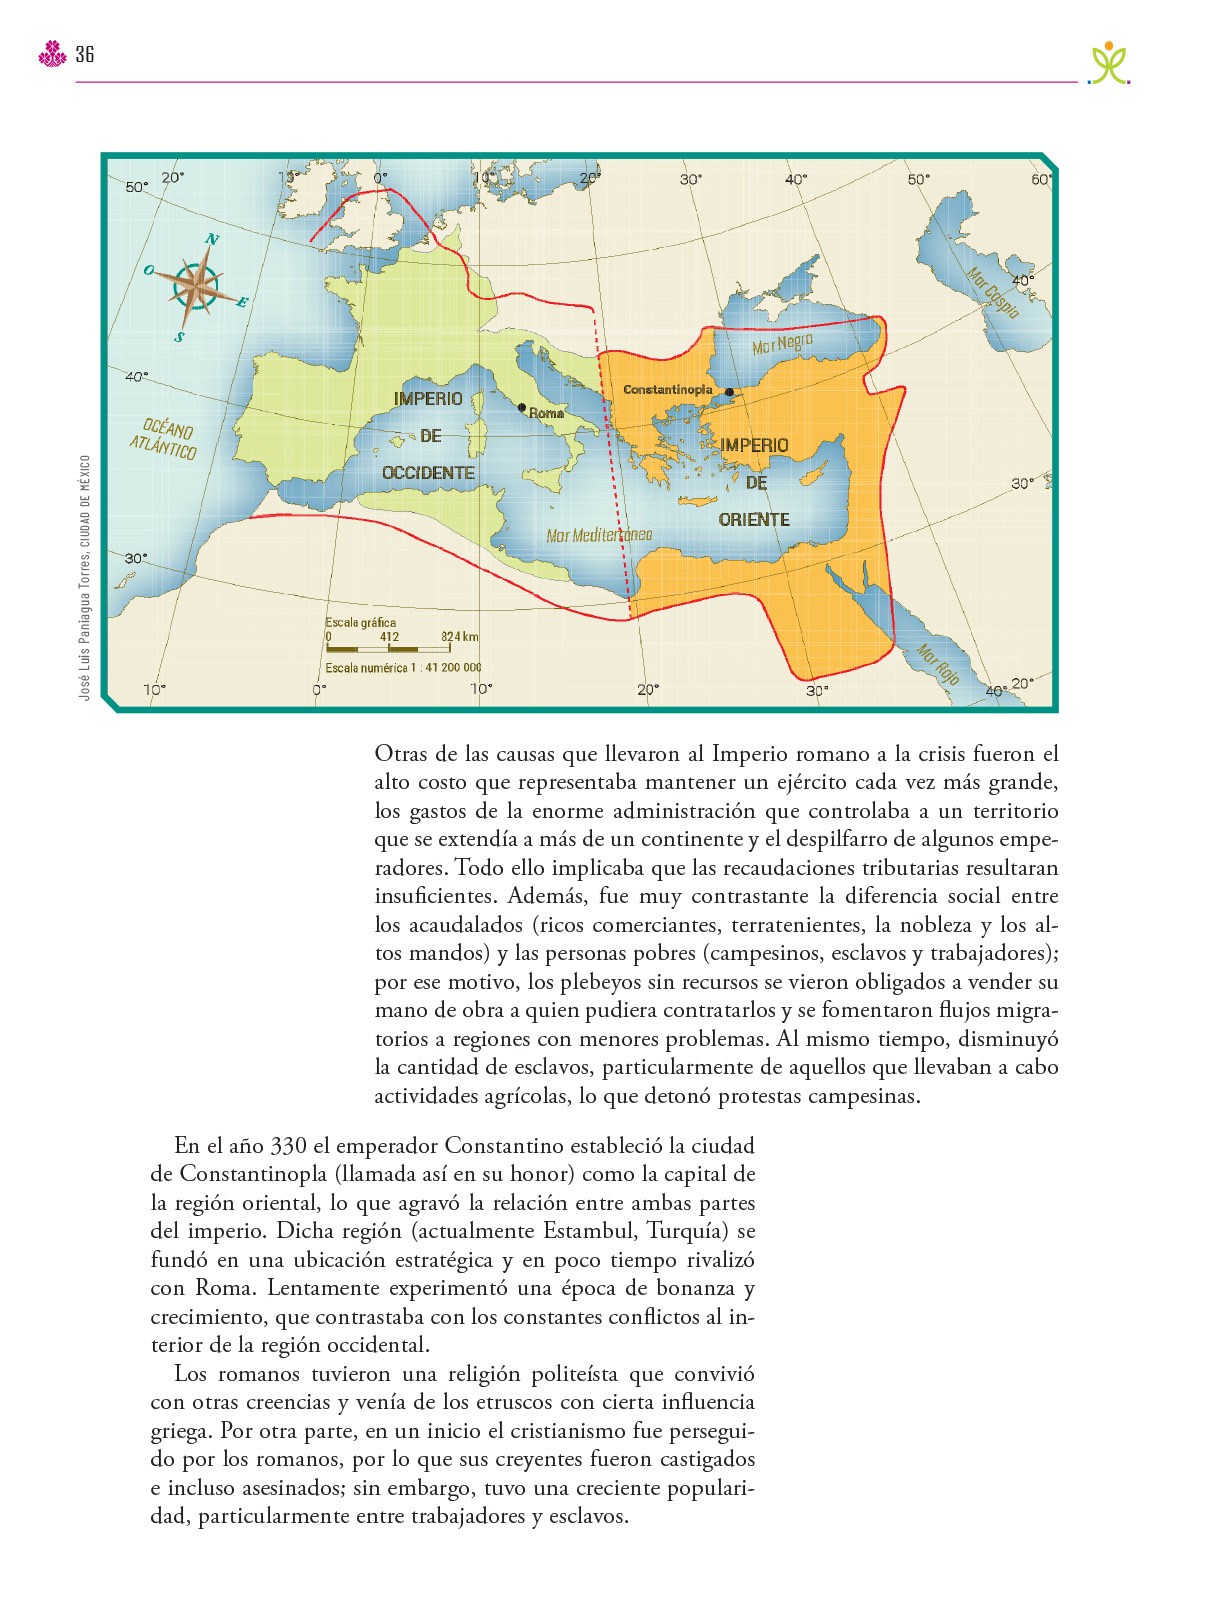 36
50° 20° 10° 0° 10° 20° 30° 40° 50° 60°
N
O
E
S
Mar Caspio
40°
Mar Negro
40°
IMPERIO
DE
OCCIDENTE
Roma
Constantinopla
IMPERIO
DE
ORIENTE
OCÉANO
ATLÁNTICO
30°
Mar Mediterráneo
30°
Escala gráfica
0 412 824 km
Escala numérica 1 : 41 200 000
Mar Rojo
10° 0° 10° 20° 30° 40° 20°
José Luis Paniagua Torres, CIUDAD DE MÉXICO
Otras de las causas que llevaron al Imperio romano a la crisis fueron el
alto costo que representaba mantener un ejército cada vez más grande,
los gastos de la enorme administración que controlaba a un territorio
que se extendía a más de un continente y el despilfarro de algunos empe-
radores. Todo ello implicaba que las recaudaciones tributarias resultaran
insuficientes. Además, fue muy contrastante la diferencia social entre
los acaudalados (ricos comerciantes, terratenientes, la nobleza y los al-
tos mandos) y las personas pobres (campesinos, esclavos y trabajadores);
por ese motivo, los plebeyos sin recursos se vieron obligados a vender su
mano de obra a quien pudiera contratarlos y se fomentaron flujos migra-
torios a regiones con menores problemas. Al mismo tiempo, disminuyó
la cantidad de esclavos, particularmente de aquellos que llevaban a cabo
actividades agrícolas, lo que detonó protestas campesinas.
En el año 330 el emperador Constantino estableció la ciudad
de Constantinopla (llamada así en su honor) como la capital de
la región oriental, lo que agravó la relación entre ambas partes
del imperio. Dicha región (actualmente Estambul, Turquía) se
fundó en una ubicación estratégica y en poco tiempo rivalizó
con Roma. Lentamente experimentó una época de bonanza y
crecimiento, que contrastaba con los constantes conflictos al in-
terior de la región occidental.
Los romanos tuvieron una religión politeísta que convivió
con otras creencias y venía de los etruscos con cierta influencia
griega. Por otra parte, en un inicio el cristianismo fue persegui-
do por los romanos, por lo que sus creyentes fueron castigados
e incluso asesinados; sin embargo, tuvo una creciente populari-
dad, particularmente entre trabajadores y esclavos.